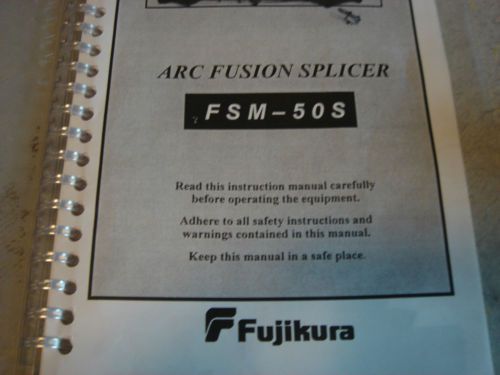 ARC FUSION SPLICER
FSM-50S
Read this instruction manual carefully
before operating the equipment.
Adhere to all safety instructions and
warnings contained in this manual.
Keep this manual in a safe place.
Fujikura